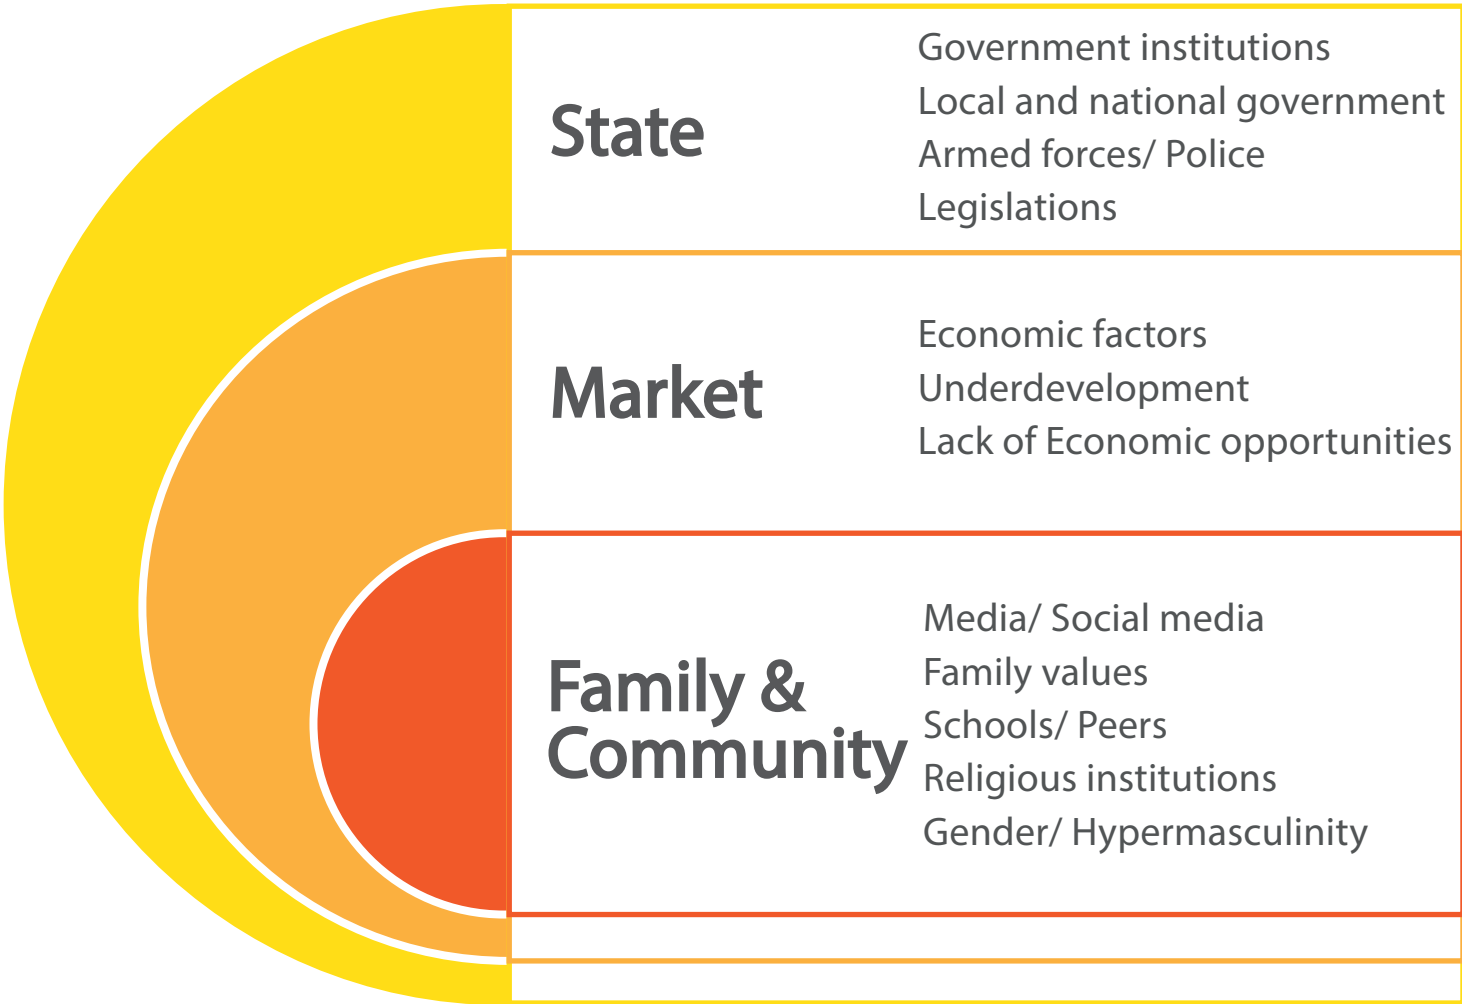 State
Government institutions
Local and national government
Armed forces/ Police
Legislations
Market
Economic factors
Underdevelopment
Lack of Economic opportunities
Family &
Community
Media/ Social media
Family values
Schools/ Peers
Religious institutions
Gender/ Hypermasculinity